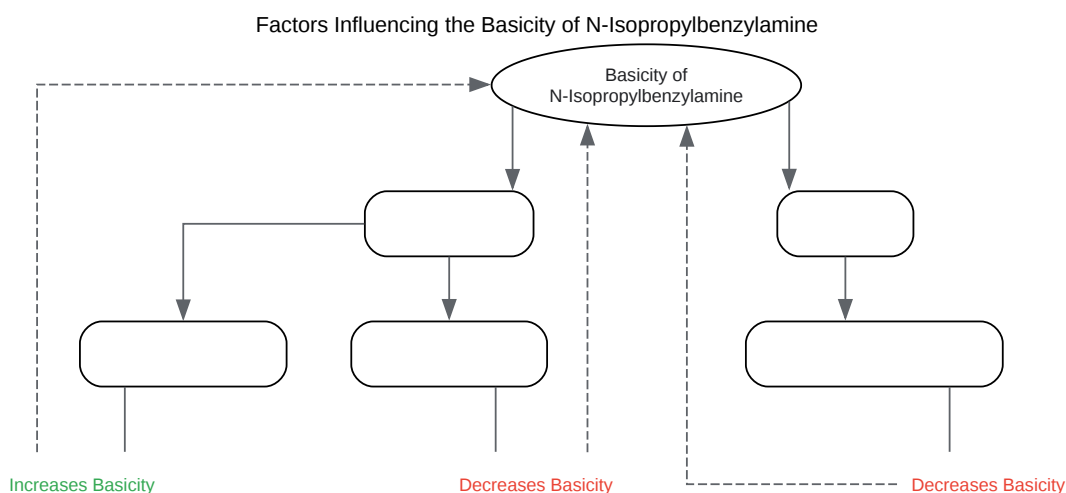 Factors Influencing the Basicity of N-Isopropylbenzylamine
Basicity of
N-Isopropylbenzylamine
Increases Basicity
Decreases Basicity
Decreases Basicity